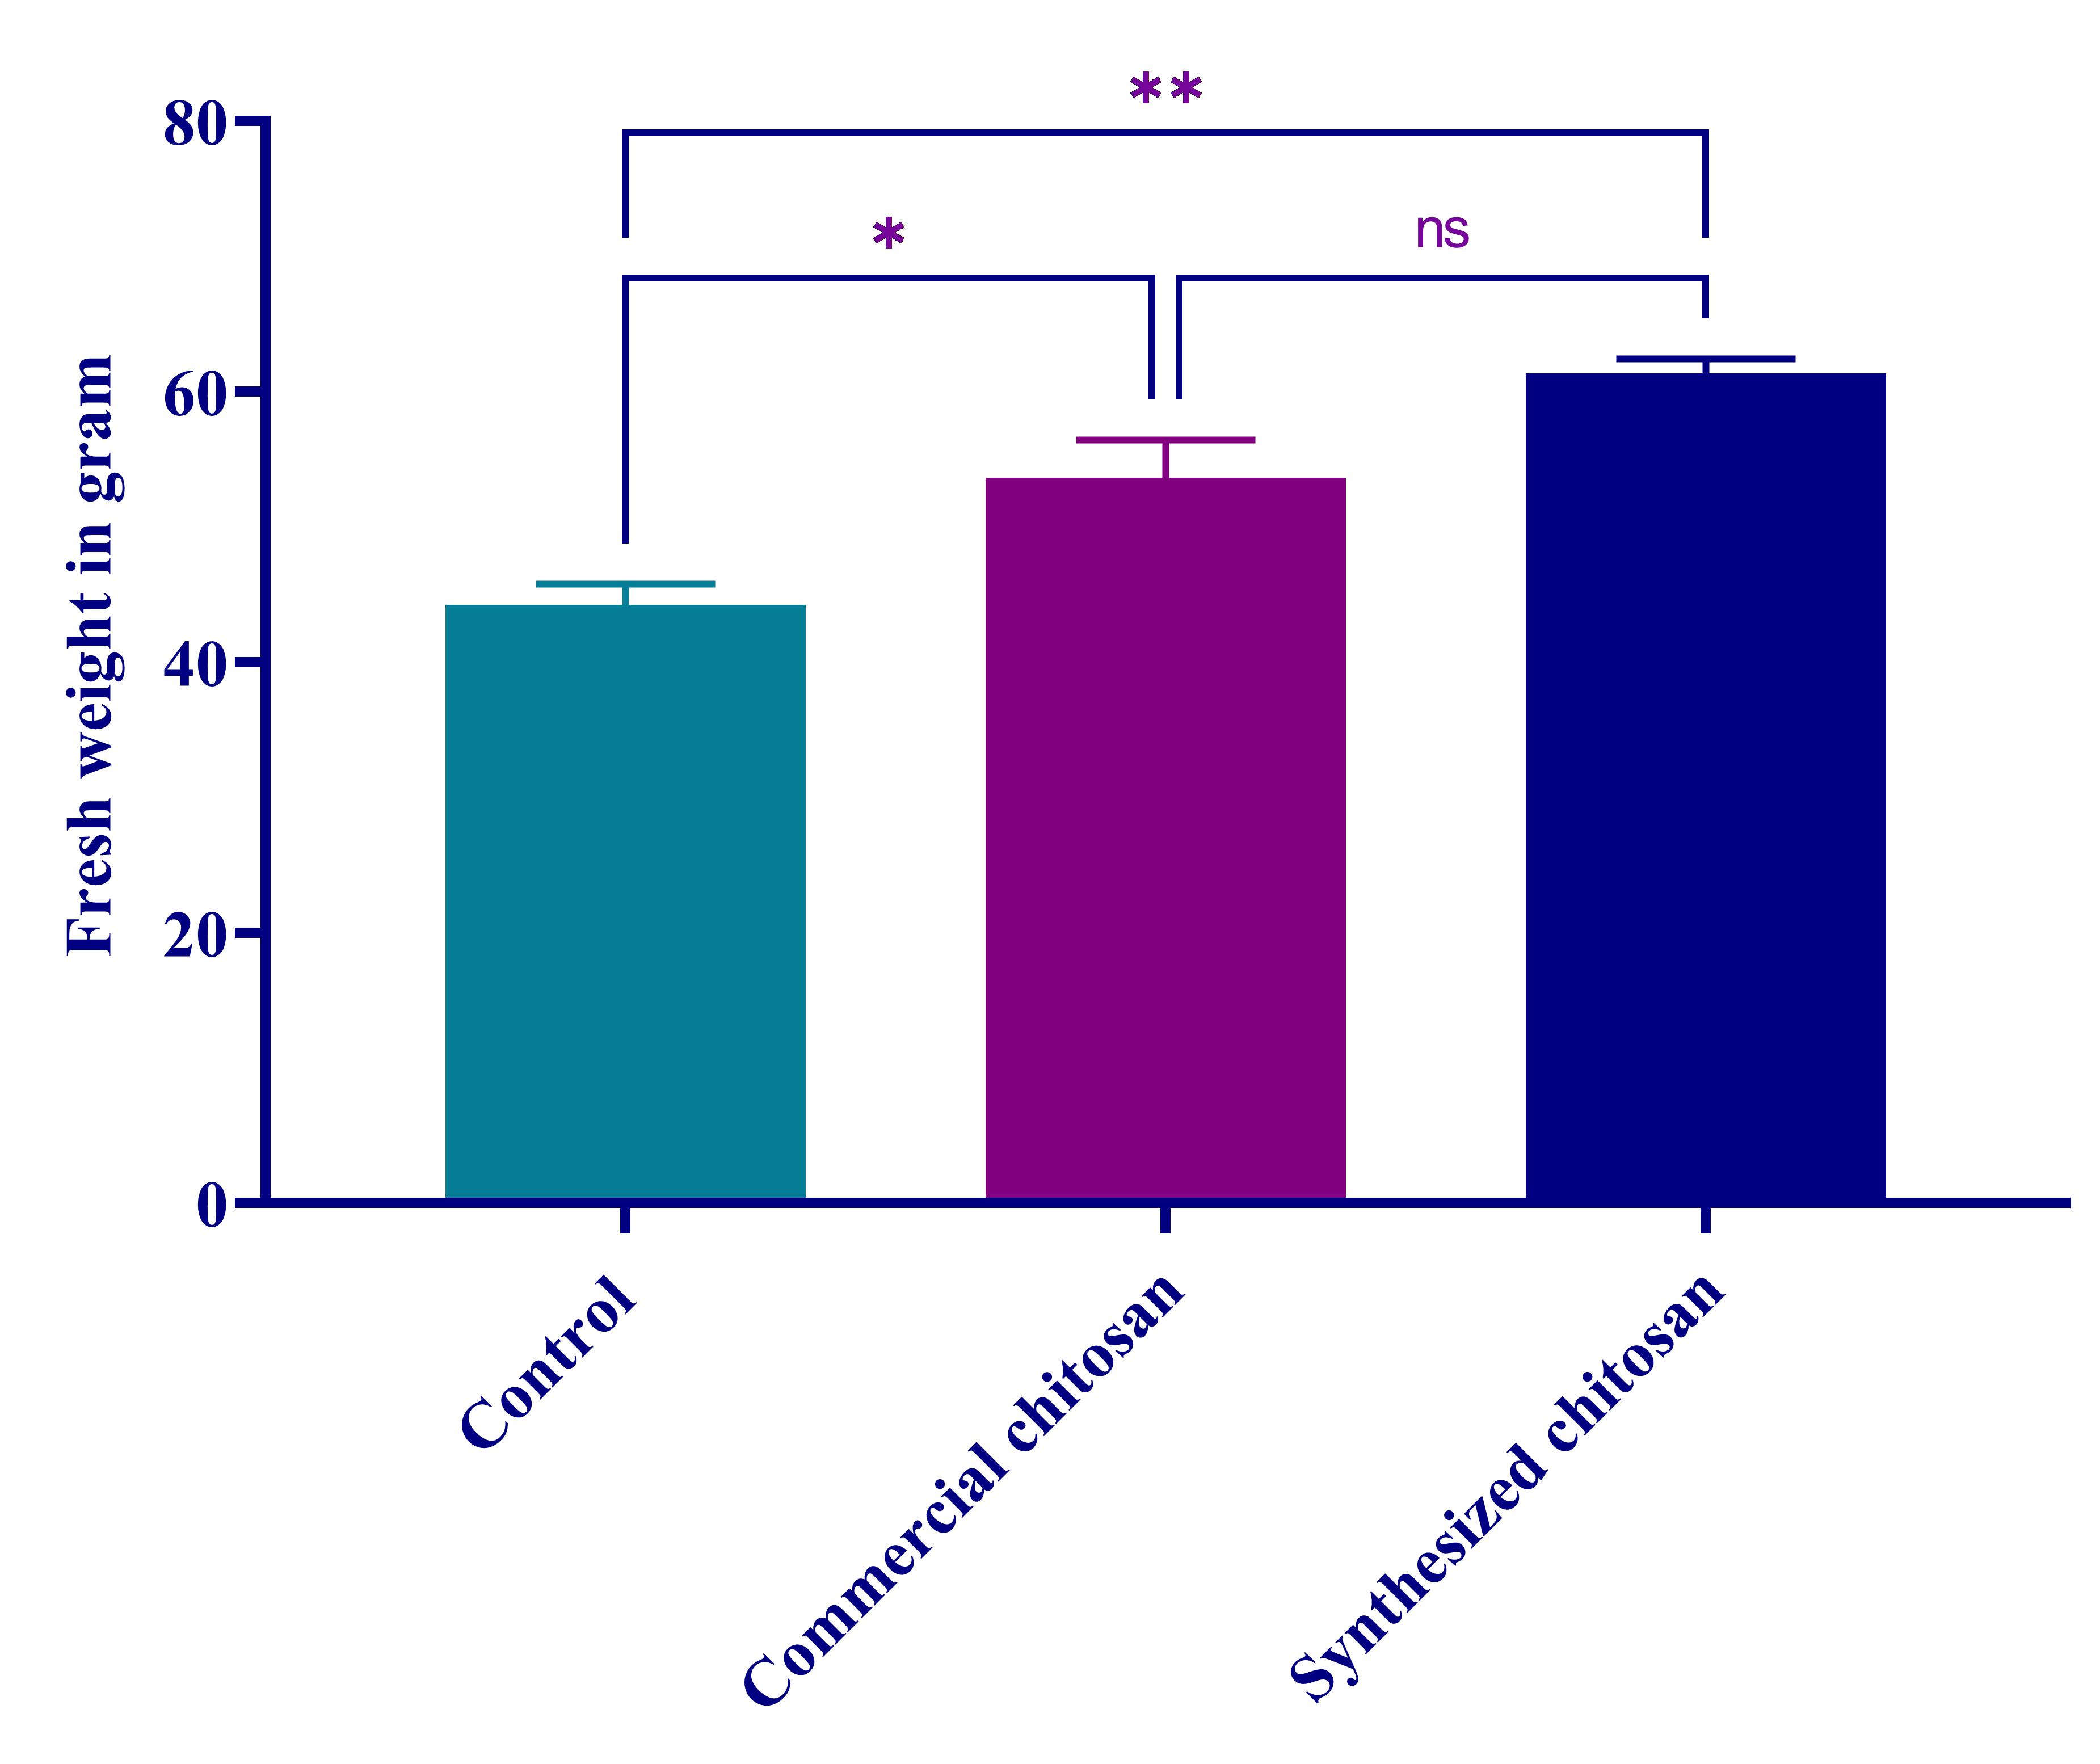 **
*
ns
80
60
40
20
0
Fresh weight in gram
Control
Commercial chitosan
Synthesized chitosan